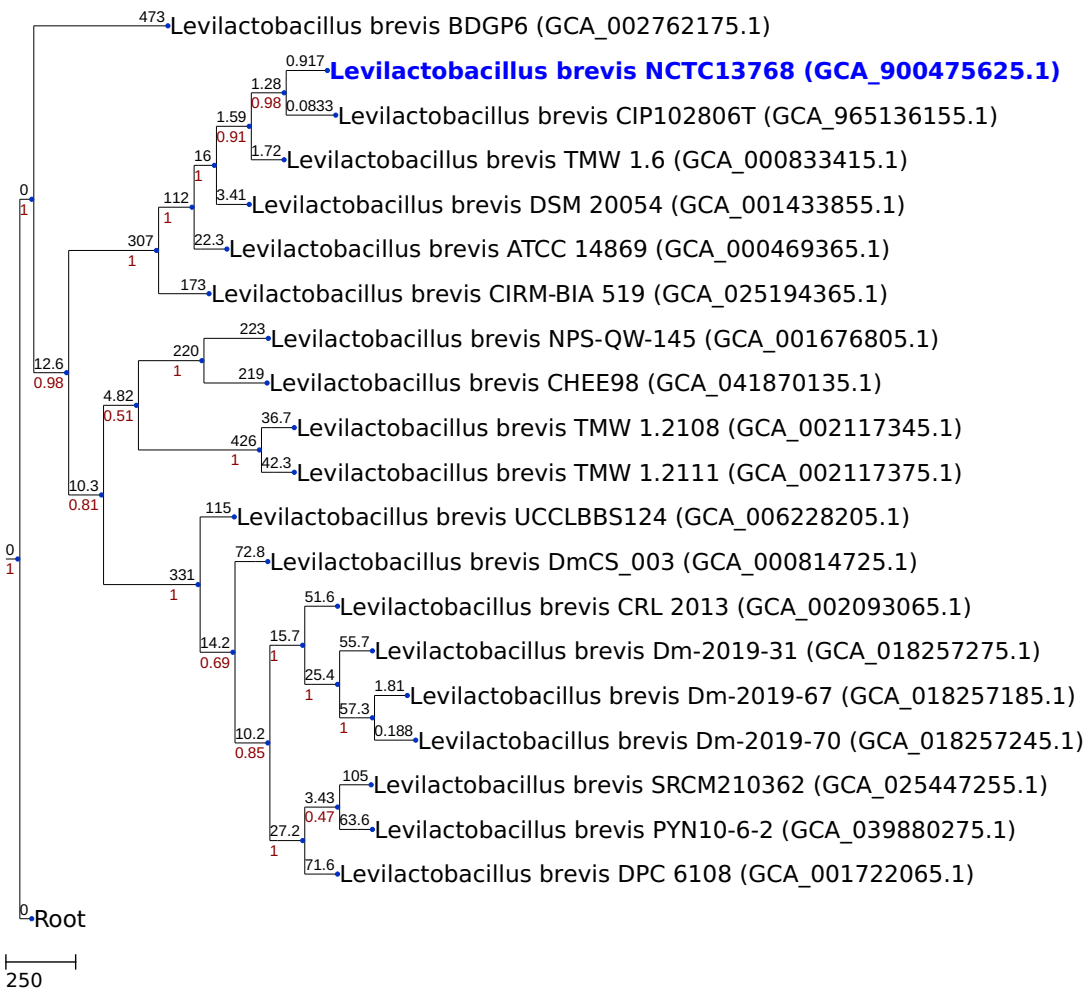 473
Levilactobacillus brevis BDGP6 (GCA_002762175.1)
0.917
Levilactobacillus brevis NCTC13768 (GCA_900475625.1)
1.28
0.98
0.0833
Levilactobacillus brevis CIP102806T (GCA_965136155.1)
1.59
0.91
1.72
Levilactobacillus brevis TMW 1.6 (GCA_000833415.1)
16
1
3.41
Levilactobacillus brevis DSM 20054 (GCA_001433855.1)
0
1
112
1
22.3
Levilactobacillus brevis ATCC 14869 (GCA_000469365.1)
307
1
173
Levilactobacillus brevis CIRM-BIA 519 (GCA_025194365.1)
223
Levilactobacillus brevis NPS-QW-145 (GCA_001676805.1)
220
1
12.6
0.98
219
Levilactobacillus brevis CHEE98 (GCA_041870135.1)
4.82
0.51
36.7
Levilactobacillus brevis TMW 1.2108 (GCA_002117345.1)
426
1
42.3
Levilactobacillus brevis TMW 1.2111 (GCA_002117375.1)
10.3
0.81
115
Levilactobacillus brevis UCCLBBS124 (GCA_006228205.1)
0
1
72.8
Levilactobacillus brevis DmCS_003 (GCA_000814725.1)
331
1
51.6
Levilactobacillus brevis CRL 2013 (GCA_002093065.1)
14.2
0.69
15.7
1
55.7
Levilactobacillus brevis Dm-2019-31 (GCA_018257275.1)
25.4
1
1.81
Levilactobacillus brevis Dm-2019-67 (GCA_018257185.1)
57.3
1
0.188
Levilactobacillus brevis Dm-2019-70 (GCA_018257245.1)
10.2
0.85
105
Levilactobacillus brevis SRCM210362 (GCA_025447255.1)
3.43
0.47
63.6
Levilactobacillus brevis PYN10-6-2 (GCA_039880275.1)
27.2
1
71.6
Levilactobacillus brevis DPC 6108 (GCA_001722065.1)
0
Root
250